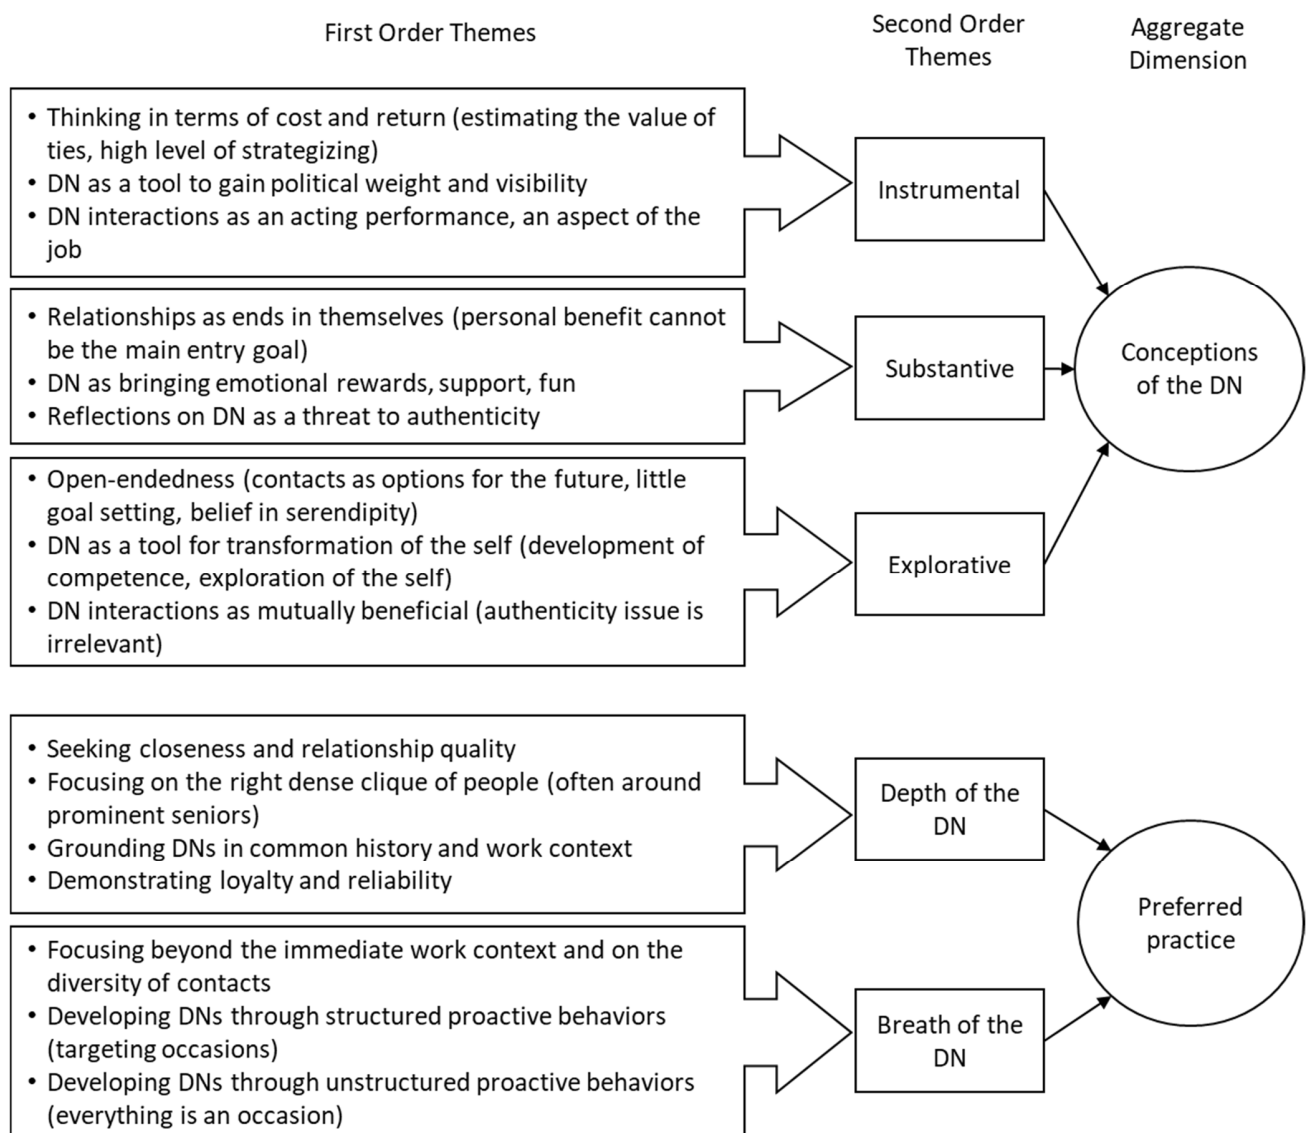 First Order Themes
Second Order
Themes
Aggregate
Dimension
• Thinking in terms of cost and return (estimating the value of
ties, high level of strategizing)
• DN as a tool to gain political weight and visibility
• DN interactions as an acting performance, an aspect of the
job
Instrumental
• Relationships as ends in themselves (personal benefit cannot
be the main entry goal)
• DN as bringing emotional rewards, support, fun
• Reflections on DN as a threat to authenticity
Substantive
Conceptions
of the DN
• Open-endedness (contacts as options for the future, little
goal setting, belief in serendipity)
• DN as a tool for transformation of the self (development of
competence, exploration of the self)
• DN interactions as mutually beneficial (authenticity issue is
irrelevant)
Explorative
• Seeking closeness and relationship quality
• Focusing on the right dense clique of people (often around
prominent seniors)
• Grounding DNs in common history and work context
• Demonstrating loyalty and reliability
Depth of the
DN
Preferred
practice
• Focusing beyond the immediate work context and on the
diversity of contacts
• Developing DNs through structured proactive behaviors
(targeting occasions)
• Developing DNs through unstructured proactive behaviors
(everything is an occasion)
Breath of the
DN